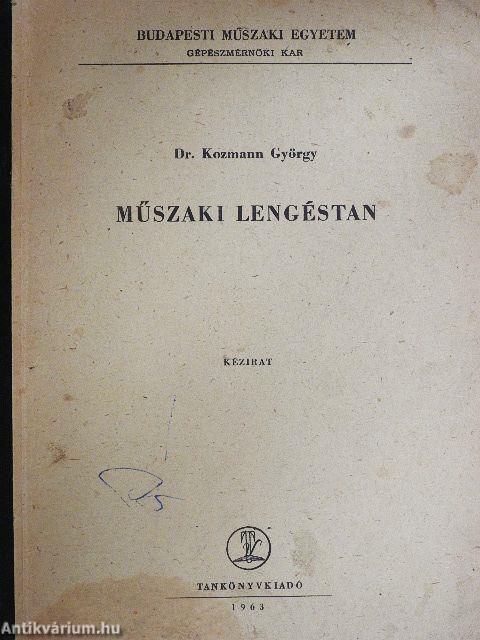 BUDAPESTI MŰSZAKI EGYETEM
GÉPÉSZMÉRNÖKI KAR
Dr. Kozmann György
MŰSZAKI LENGÉSTAN
KÉZIRAT
TANKÖNYVKIADÓ
1963
Antikvárium.hu